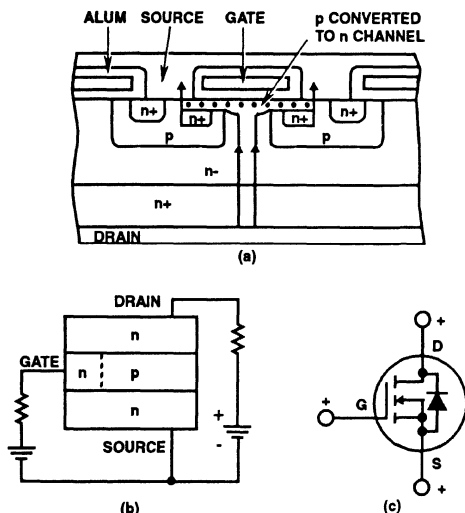 ALUM SOURCE GATE p CONVERTED
TO n CHANNEL
n+ n+ n+ n+
p p
n-
n+
DRAIN
(a)
DRAIN
n
GATE
n p
n
SOURCE
+
-
(b)
+
D
G
+
S
+
(c)